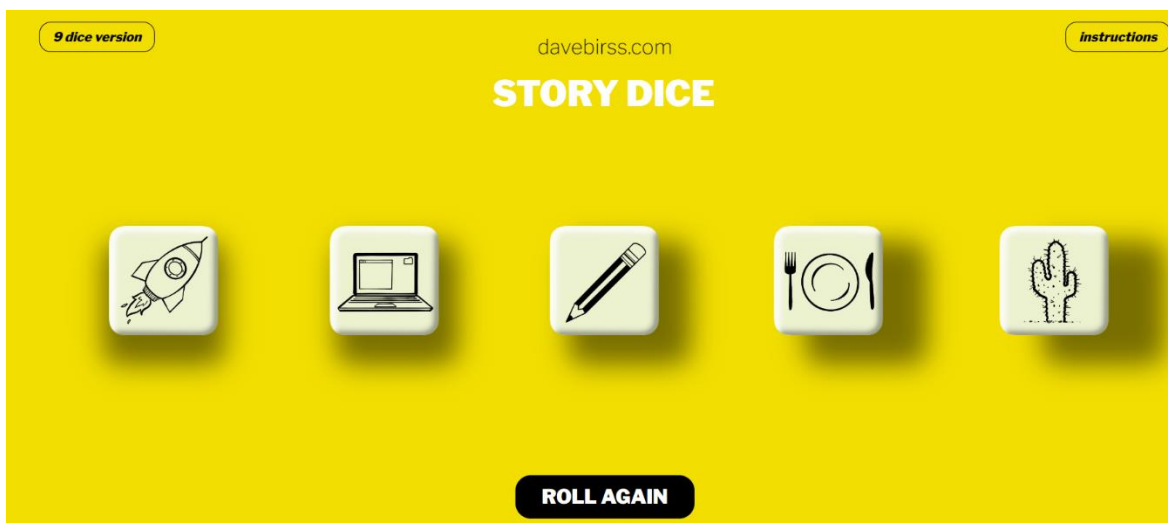 9 dice version
instructions
davebirss.com
STORY DICE
ROLL AGAIN